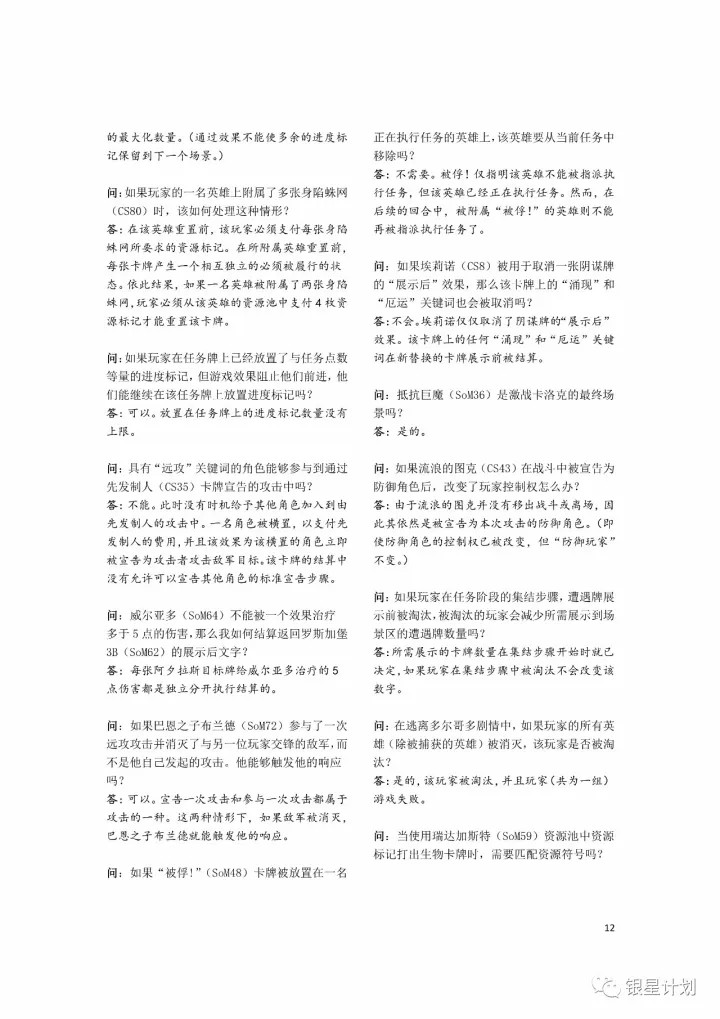 的最大化数量。（通过效果不能使多余的进度标
记保留到下一个场景。）
问：如果玩家的一名英雄上附属了多张身陷蛛网
（CS80）时，该如何处理这种情形？
答：在该英雄重置前，该玩家必须支付每张身陷
蛛网所要求的资源标记。在所附属英雄重置前，
每张卡牌产生一个相互独立的必须被履行的状
态。依此结果，如果一名英雄被附属了两张身陷
蛛网，玩家必须从该英雄的资源池中支付 4 枚资
源标记才能重置该卡牌。
问：如果玩家在任务牌上已经放置了与任务点数
等量的进度标记，但游戏效果阻止他们前进，他
们能继续在该任务牌上放置进度标记吗？
答：可以。放置在任务牌上的进度标记数量没有
上限。
问：具有“远攻”关键词的角色能够参与到通过
先发制人（CS35）卡牌宣告的攻击中吗？
答：不能。此时没有时机给予其他角色加入到由
先发制人的攻击中。一名角色被横置，以支付先
发制人的费用，并且该效果为该横置的角色立即
被宣告为攻击者攻击敌军目标。该卡牌的结算中
没有允许可以宣告其他角色的标准宣告步骤。
问：威尔亚多（SoM64）不能被一个效果治疗
多于 5 点的伤害，那么我如何结算返回罗斯加堡
3B（SoM62）的展示后文字？
答：每张阿夕拉斯目标牌给威尔亚多治疗的 5
点伤害都是独立分开执行结算的。
问：如果巴恩之子布兰德（SoM72）参与了一次
远攻攻击并消灭了与另一位玩家交锋的敌军，而
不是他自己发起的攻击。他能够触发他的响应
吗？
答：可以。宣告一次攻击和参与一次攻击都属于
攻击的一种。这两种情形下，如果敌军被消灭，
巴恩之子布兰德就能触发他的响应。
问：如果“被俘！”（SoM48）卡牌被放置在一名
正在执行任务的英雄上，该英雄要从当前任务中
移除吗？
答：不需要。被俘！仅指明该英雄不能被指派执
行任务，但该英雄已经正在执行任务。然而，在
后续的回合中，被附属“被俘！”的英雄则不能
再被指派执行任务了。
问：如果埃莉诺（CS8）被用于取消一张阴谋牌
的“展示后”效果，那么该卡牌上的“涌现”和
“厄运”关键词也会被取消吗？
答：不会。埃莉诺仅仅取消了阴谋牌的“展示后”
效果。该卡牌上的任何“涌现”和“厄运”关键
词在新替换的卡牌展示前被结算。
问：抵抗巨魔（SoM36）是激战卡洛克的最终场
景吗？
答：是的。
问：如果流浪的图克（CS43）在战斗中被宣告为
防御角色后，改变了玩家控制权怎么办？
答：由于流浪的图克并没有移出战斗或离场，因
此其依然是被宣告为本次攻击的防御角色。（即
使防御角色的控制权已被改变，但“防御玩家”
不变。）
问：如果玩家在任务阶段的集结步骤，遭遇牌展
示前被淘汰，被淘汰的玩家会减少所需展示到场
景区的遭遇牌数量吗？
答：所需展示的卡牌数量在集结步骤开始时就已
决定，如果玩家在集结步骤中被淘汰不会改变该
数字。
问：在逃离多尔哥多剧情中，如果玩家的所有英
雄（除被捕获的英雄）被消灭，该玩家是否被淘
汰？
答：是的，该玩家被淘汰，并且玩家（共为一组）
游戏失败。
问：当使用瑞达加斯特（SoM59）资源池中资源
标记打出生物卡牌时，需要匹配资源符号吗？
12
银星计划